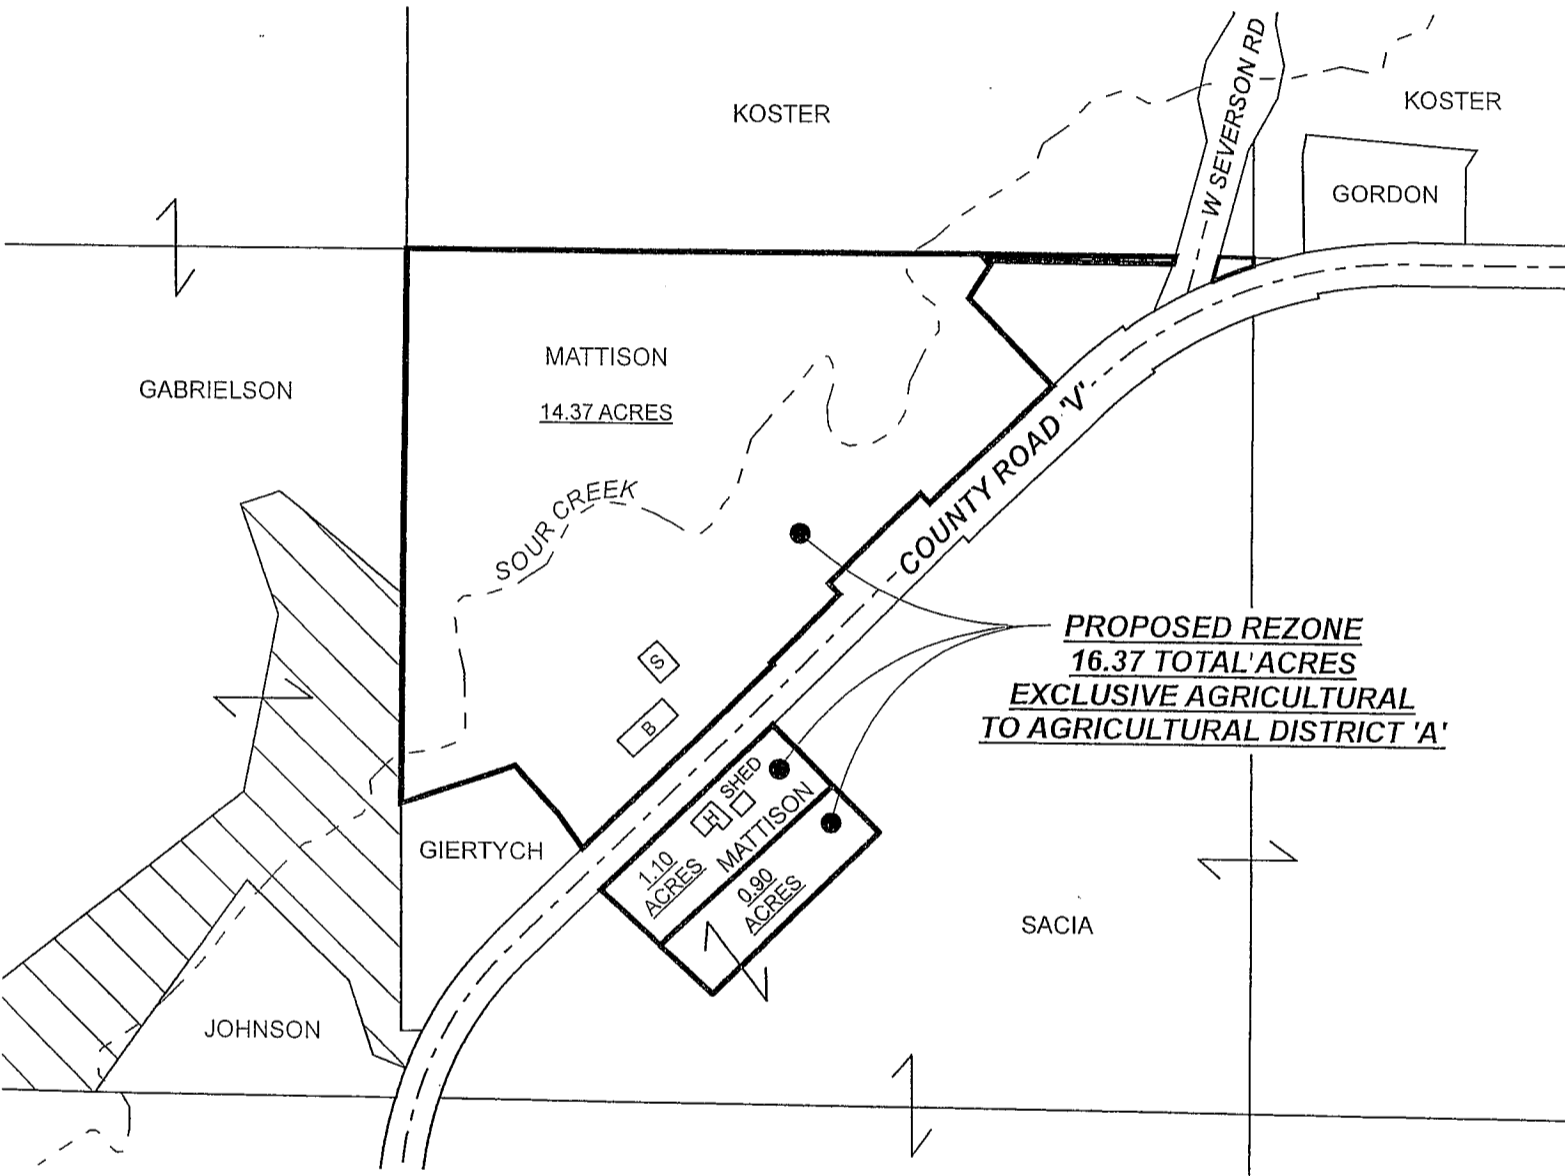 W SEVERSON RD
KOSTER
KOSTER
GORDON
MATTISON
14.37 ACRES
GABRIELSON
COUNTY ROAD 'V'
SOUR CREEK
PROPOSED REZONE
16.37 TOTAL ACRES
EXCLUSIVE AGRICULTURAL
TO AGRICULTURAL DISTRICT 'A'
S
B
SHED
H
MATTISON
1.10
ACRES
0.90
ACRES
GIERTYCH
SACIA
JOHNSON